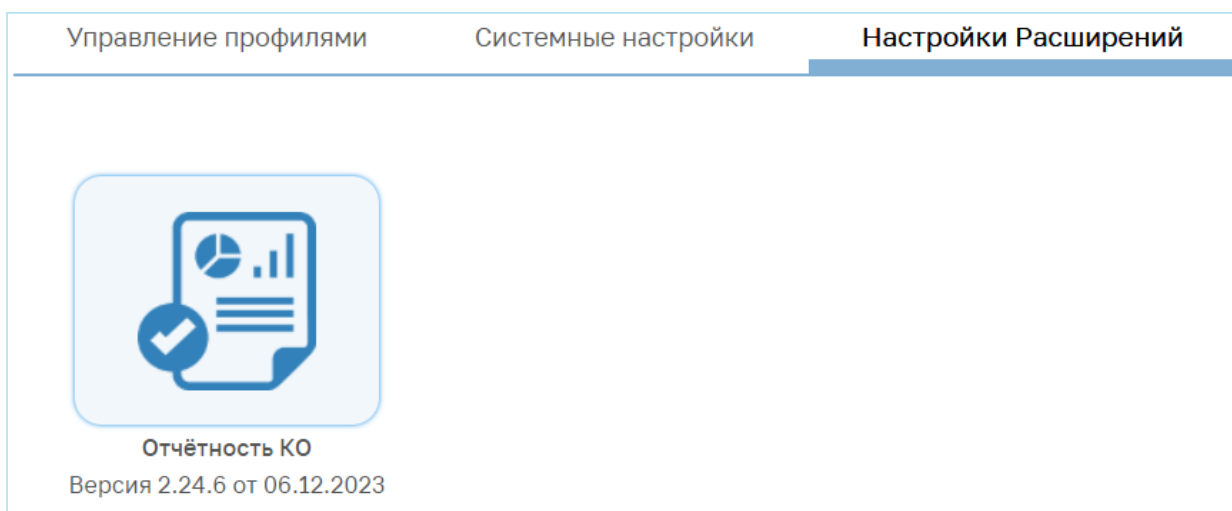 Управление профилями Системные настройки Настройки Расширений
Отчётность КО
Версия 2.24.6 от 06.12.2023